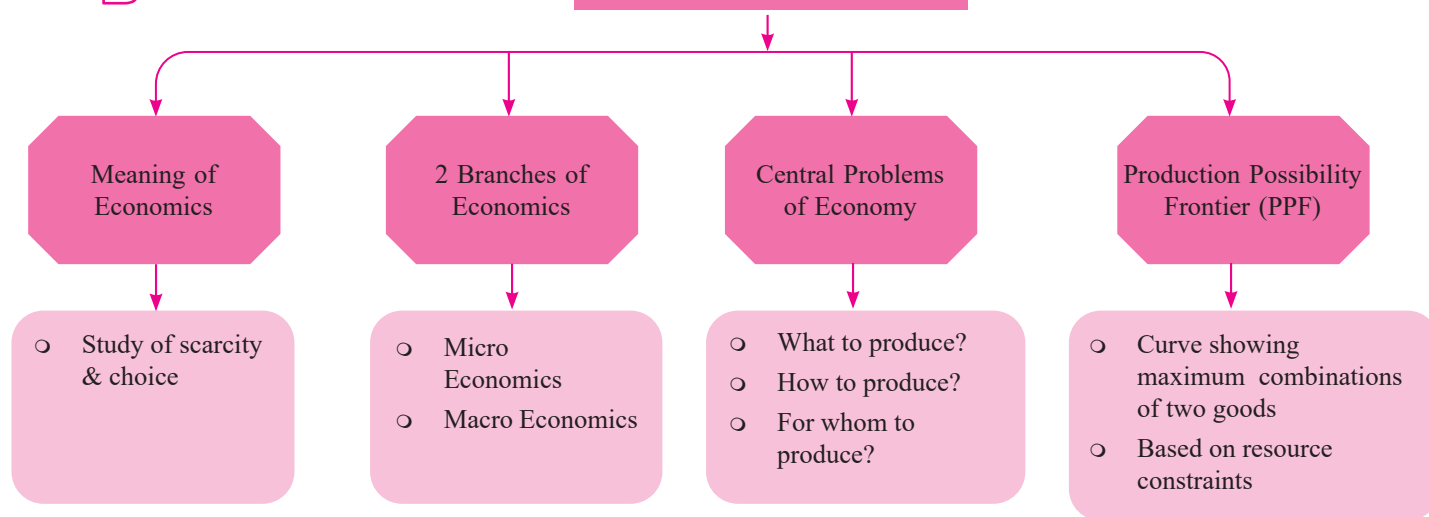 Meaning of
Economics
2 Branches of
Economics
Central Problems
of Economy
Production Possibility
Frontier (PPF)
Study of scarcity
& choice
Micro
Economics
Macro Economics
What to produce?
How to produce?
For whom to
produce?
Curve showing
maximum combinations
of two goods
Based on resource
constraints